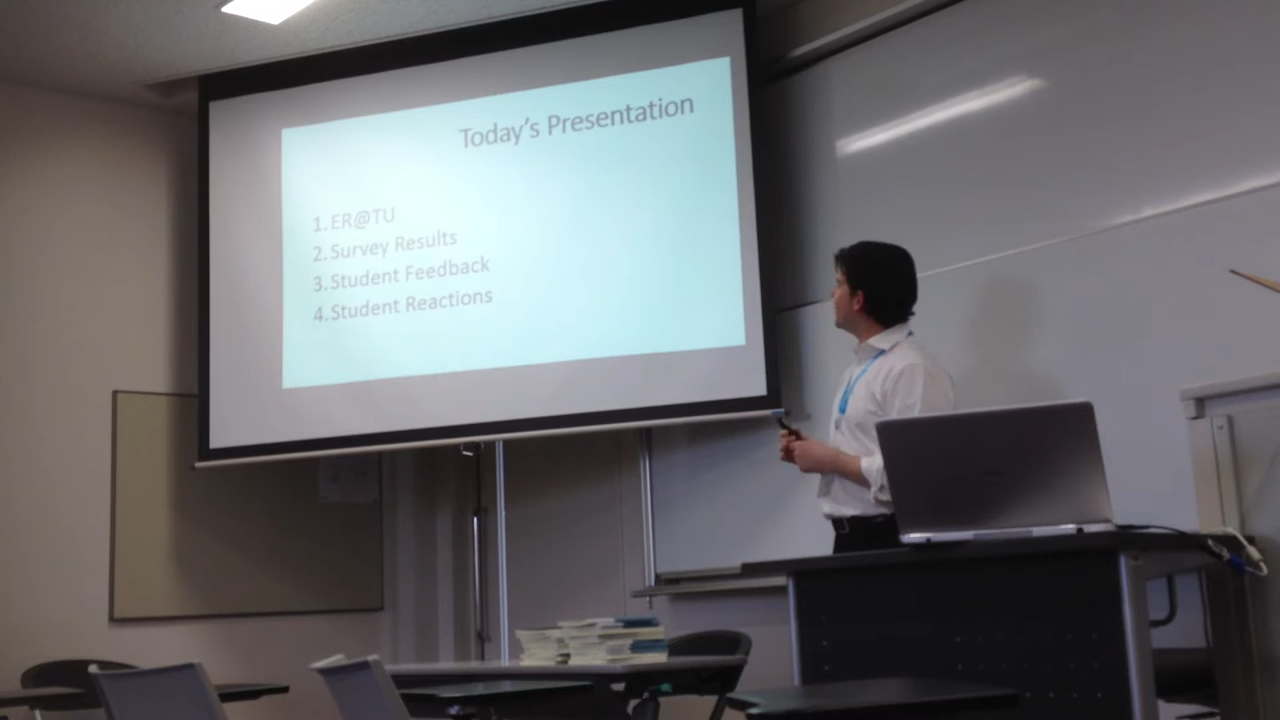 Today's Presentation
1. ER@TU
2. Survey Results
3. Student Feedback
4. Student Reactions